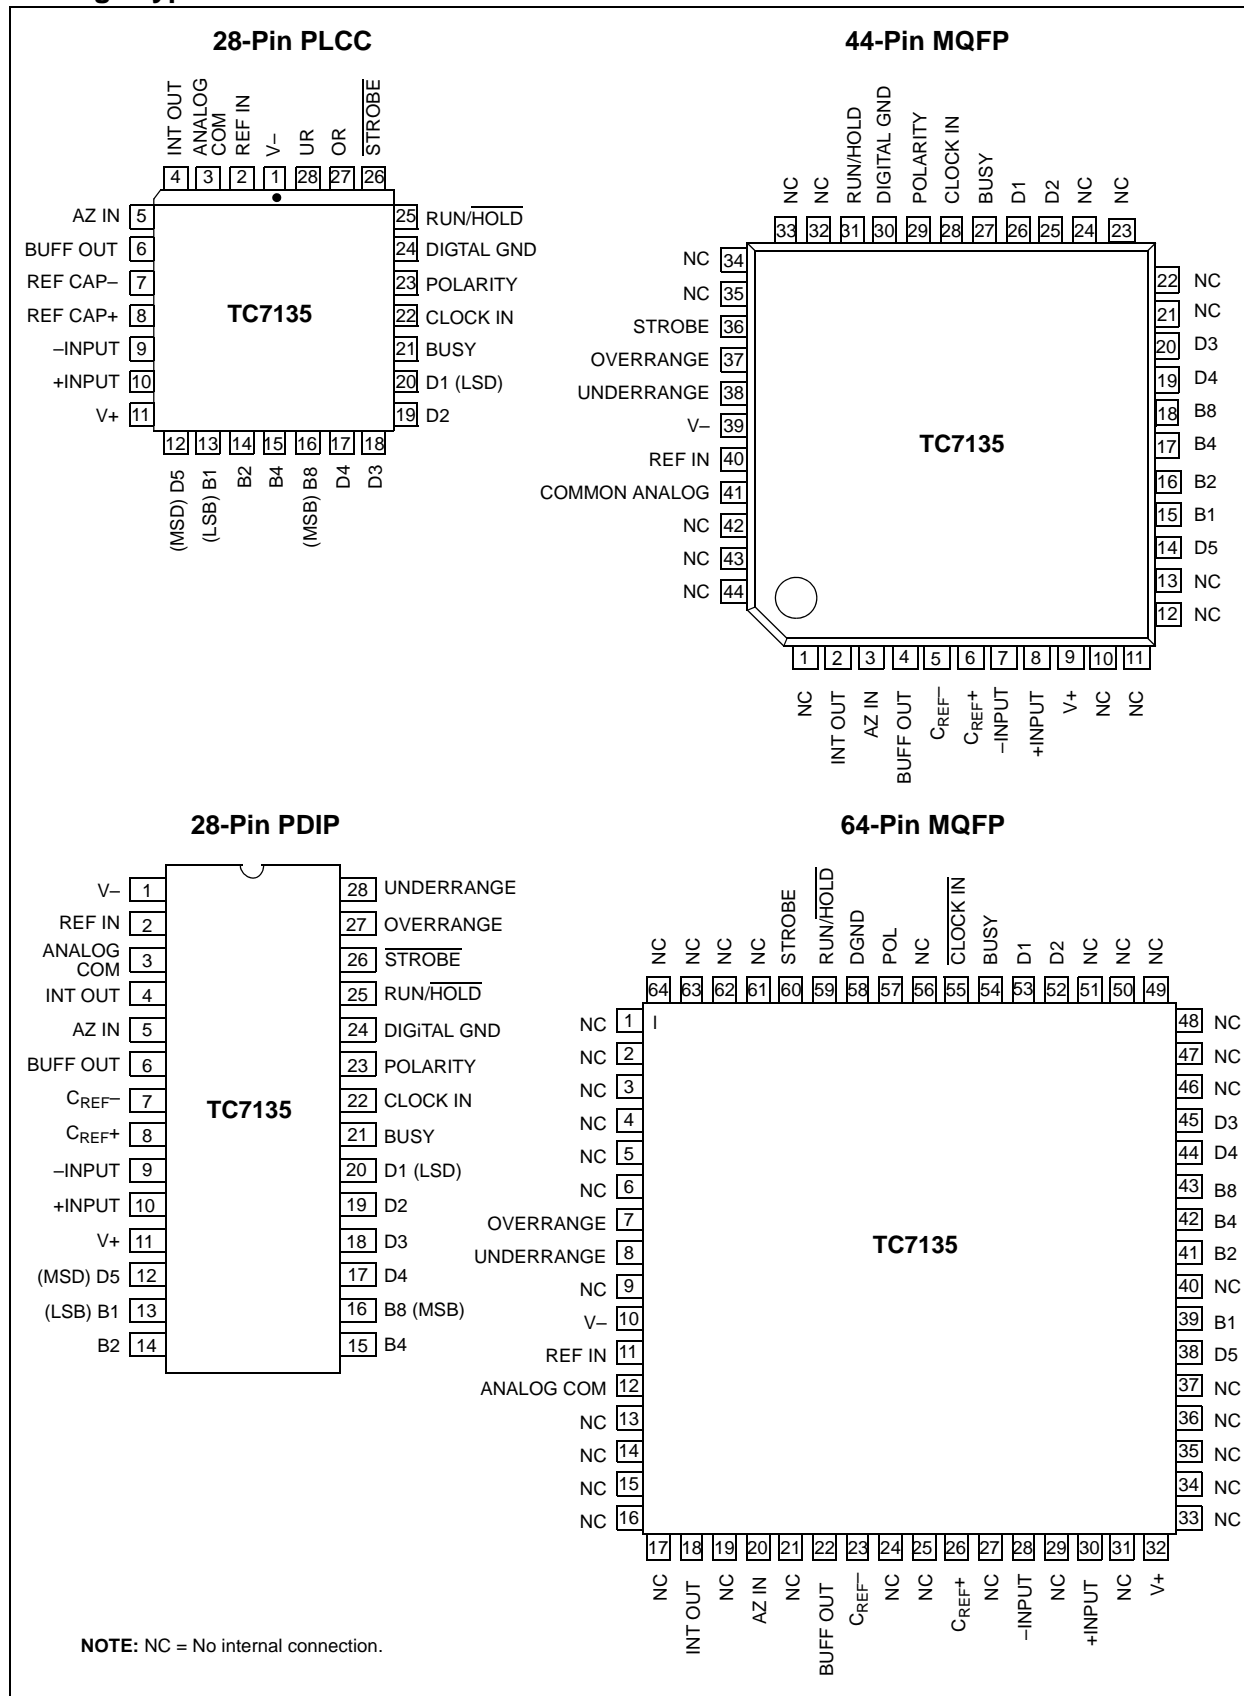 28-Pin PLCC
INT OUT
ANALOG
COM
REF IN
V–
UR
OR
STROBE
4 3 2 1 28 27 26
AZ IN 5
BUFF OUT 6
REF CAP– 7
REF CAP+ 8
–INPUT 9
+INPUT 10
V+ 11
TC7135
25 RUN/HOLD
24 DIGTAL GND
23 POLARITY
22 CLOCK IN
21 BUSY
20 D1 (LSD)
19 D2
12 13 14 15 16 17 18
(MSD) D5
(LSB) B1
B2
B4
(MSB) B8
D4
D3
44-Pin MQFP
NC
NC
RUN/HOLD
DIGITAL GND
POLARITY
CLOCK IN
BUSY
D1
D2
NC
NC
33 32 31 30 29 28 27 26 25 24 23
NC 34
NC 35
STROBE 36
OVERRANGE 37
UNDERRANGE 38
V– 39
REF IN 40
COMMON ANALOG 41
NC 42
NC 43
NC 44
TC7135
22 NC
21 NC
20 D3
19 D4
18 B8
17 B4
16 B2
15 B1
14 D5
13 NC
12 NC
1 2 3 4 5 6 7 8 9 10 11
NC
INT OUT
AZ IN
BUFF OUT
CREF–
CREF+
–INPUT
+INPUT
V+
NC
NC
28-Pin PDIP
V– 1
REF IN 2
ANALOG
COM 3
INT OUT 4
AZ IN 5
BUFF OUT 6
CREF– 7
CREF+ 8
–INPUT 9
+INPUT 10
V+ 11
(MSD) D5 12
(LSB) B1 13
B2 14
TC7135
28 UNDERRANGE
27 OVERRANGE
26 STROBE
25 RUN/HOLD
24 DIGiTAL GND
23 POLARITY
22 CLOCK IN
21 BUSY
20 D1 (LSD)
19 D2
18 D3
17 D4
16 B8 (MSB)
15 B4
64-Pin MQFP
NC
NC
NC
NC
STROBE
RUN/HOLD
DGND
POL
NC
CLOCK IN
BUSY
D1
D2
NC
NC
NC
64 63 62 61 60 59 58 57 56 55 54 53 52 51 50 49
NC 1 I
NC 2
NC 3
NC 4
NC 5
NC 6
OVERRANGE 7
UNDERRANGE 8
NC 9
V– 10
REF IN 11
ANALOG COM 12
NC 13
NC 14
NC 15
NC 16
TC7135
48 NC
47 NC
46 NC
45 D3
44 D4
43 B8
42 B4
41 B2
40 NC
39 B1
38 D5
37 NC
36 NC
35 NC
34 NC
33 NC
17 18 19 20 21 22 23 24 25 26 27 28 29 30 31 32
NC
INT OUT
NC
AZ IN
NC
BUFF OUT
CREF–
NC
NC
CREF+
NC
–INPUT
NC
+INPUT
NC
V+
NOTE: NC = No internal connection.